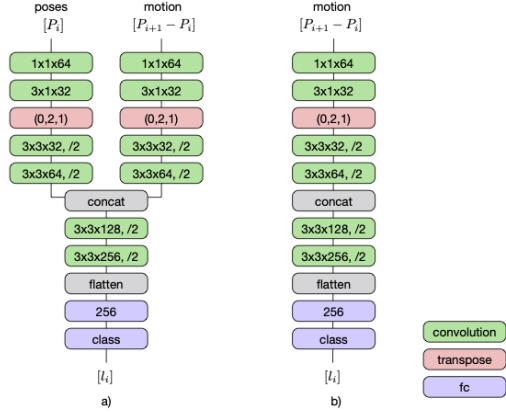 poses
[P_i]
1x1x64
3x1x32
(0,2,1)
3x3x32, /2
3x3x64, /2
motion
[P_{i+1} − P_i]
1x1x64
3x1x32
(0,2,1)
3x3x32, /2
3x3x64, /2
concat
3x3x128, /2
3x3x256, /2
flatten
256
class
[l_i]
a)
motion
[P_{i+1} − P_i]
1x1x64
3x1x32
(0,2,1)
3x3x32, /2
3x3x64, /2
concat
3x3x128, /2
3x3x256, /2
flatten
256
class
[l_i]
b)
convolution
transpose
fc